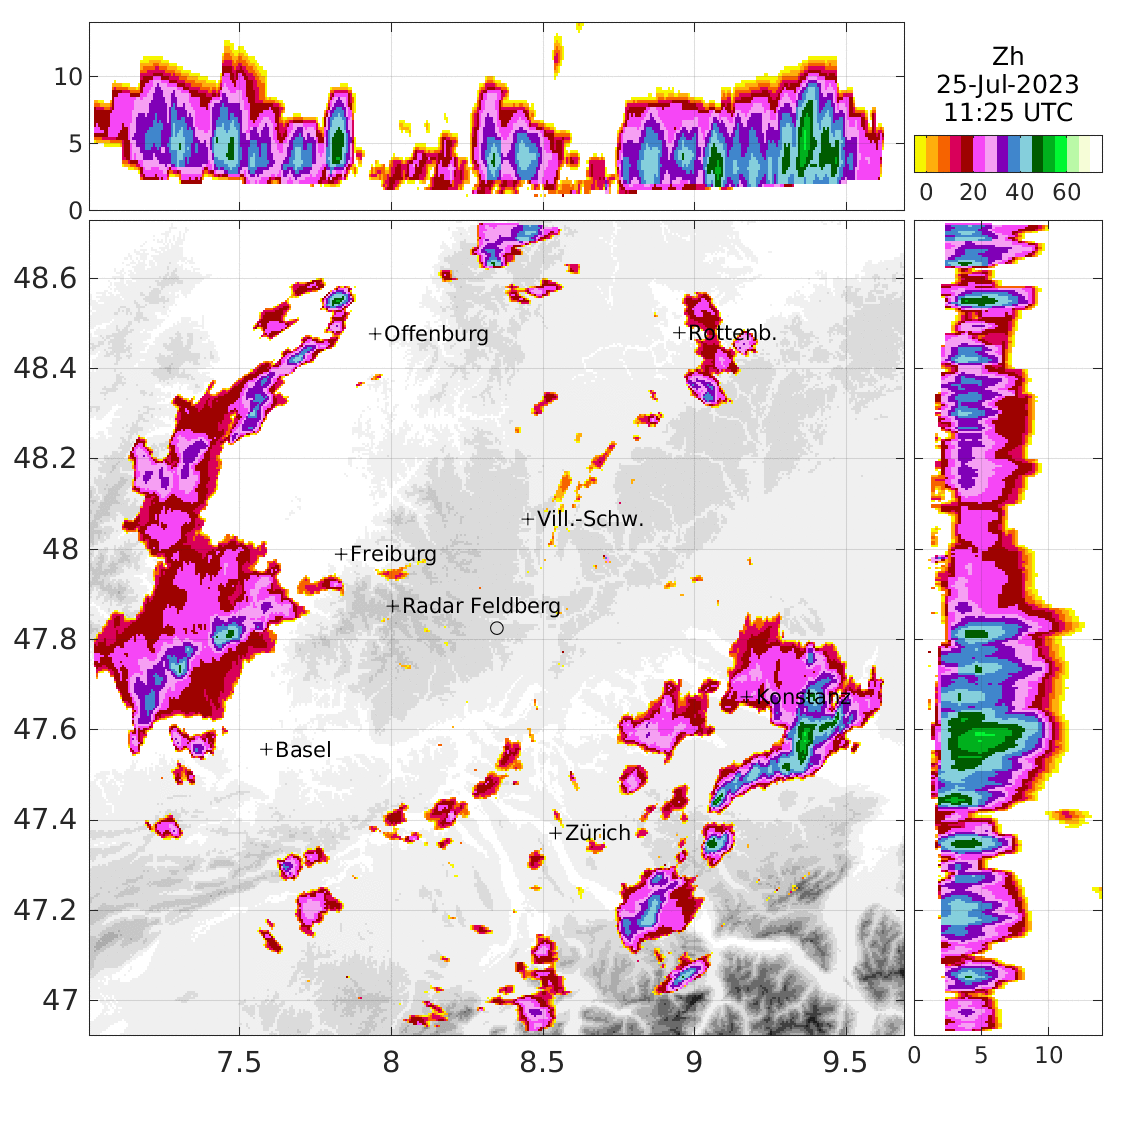 10
5
0
Zh
25-Jul-2023
11:25 UTC
0 20 40 60
48.6
48.4
48.2
48
47.8
47.6
47.4
47.2
47
+Offenburg
+Rottenb.
+Vill.-Schw.
+Freiburg
+Radar Feldberg
+Konstanz
+Basel
+Zürich
7.5 8 8.5 9 9.5
0 5 10